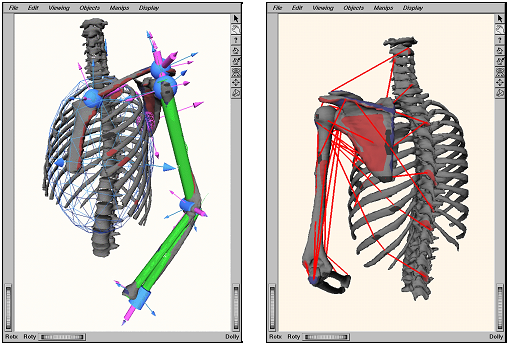 File Edit Viewing Objects Manips Display
?
Rotx Roty Dolly
File Edit Viewing Objects Manips Display
?
Rotx Roty Dolly